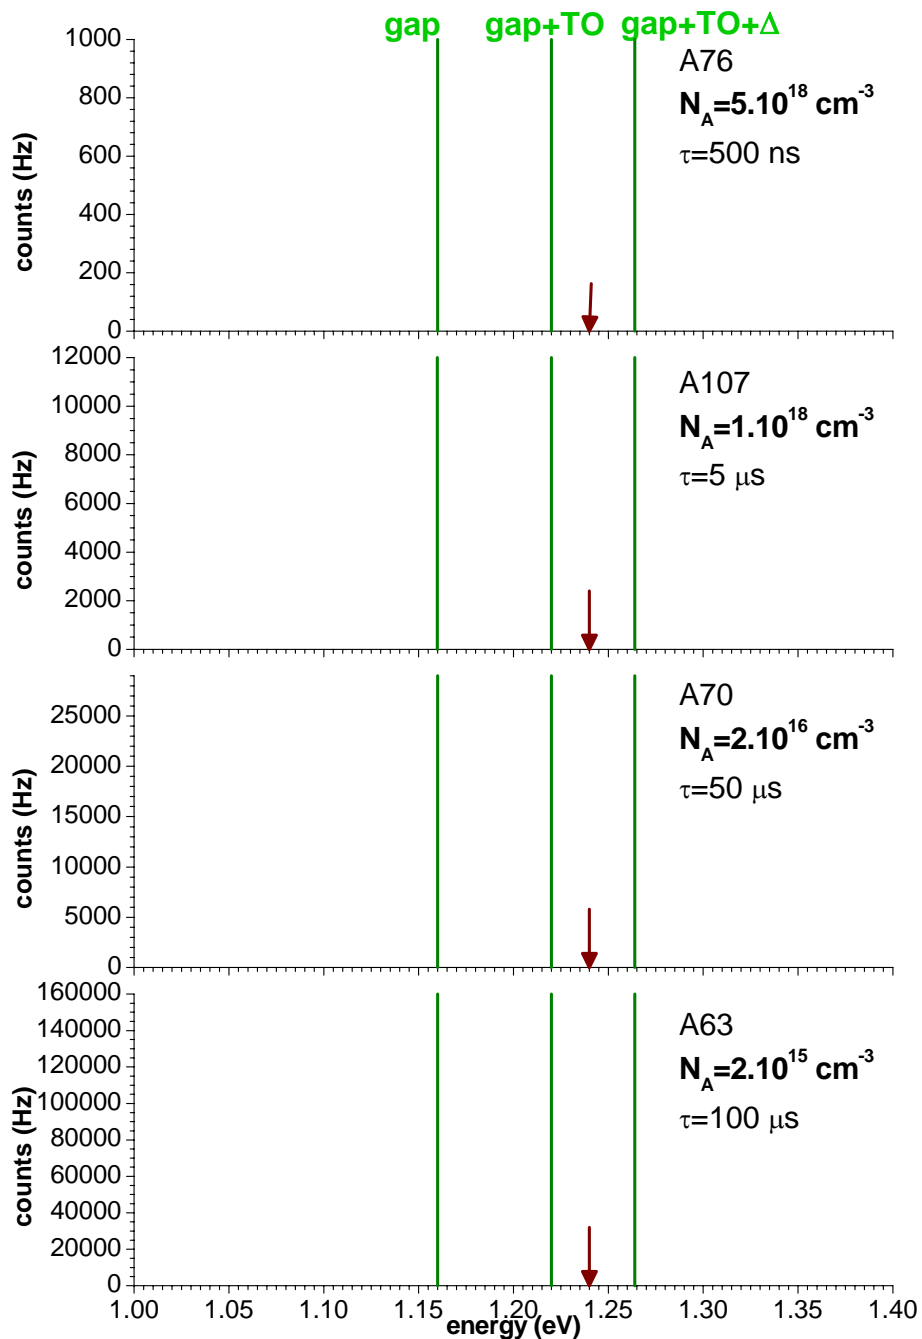 gap gap+TO gap+TO+Δ
1000
800
600
400
200
0
counts (Hz)
A76
N_A=5.10^18 cm^-3
τ=500 ns
12000
10000
8000
6000
4000
2000
0
counts (Hz)
A107
N_A=1.10^18 cm^-3
τ=5 μs
25000
20000
15000
10000
5000
0
counts (Hz)
A70
N_A=2.10^16 cm^-3
τ=50 μs
160000
140000
120000
100000
80000
60000
40000
20000
0
counts (Hz)
A63
N_A=2.10^15 cm^-3
τ=100 μs
1.00 1.05 1.10 1.15 1.20 1.25 1.30 1.35 1.40
energy (eV)